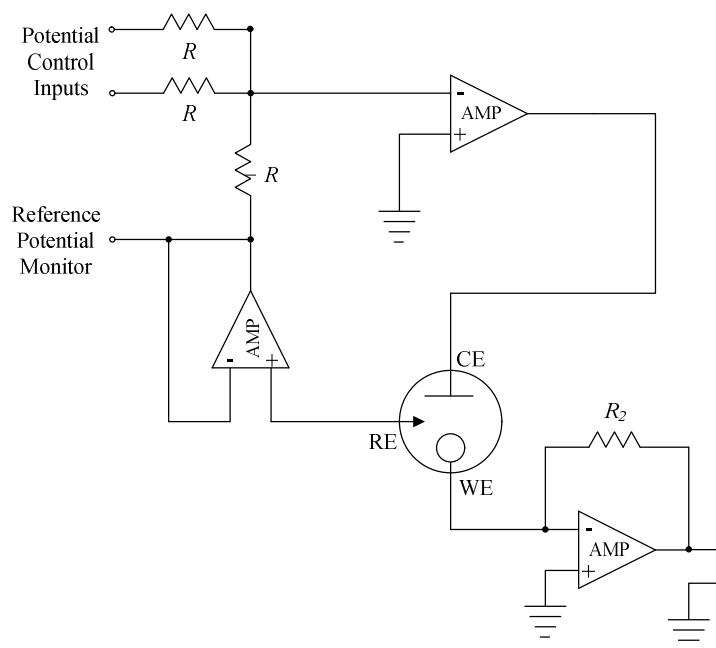 Potential
Control
Inputs
R
R
R
- AMP +
Reference
Potential
Monitor
AMP
- +
CE
RE
WE
R2
- AMP +